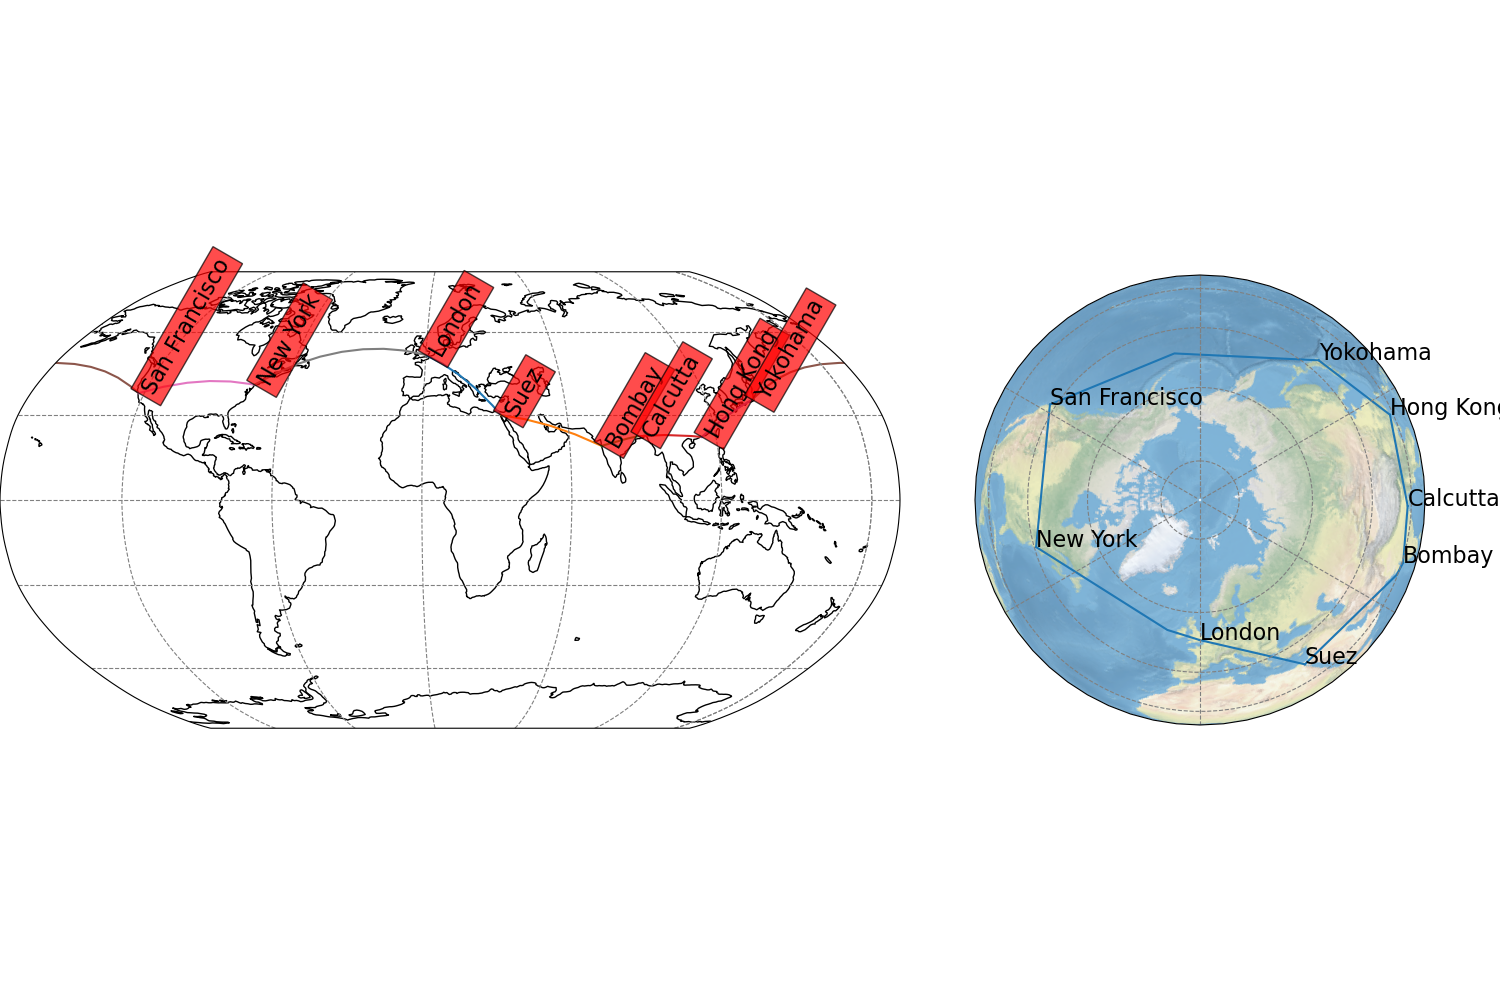 San Francisco
New York
London
Suez
Bombay
Calcutta
Hong Kong
Yokohama
Yokohama
San Francisco
Hong Kong
Calcutta
New York
Bombay
London
Suez